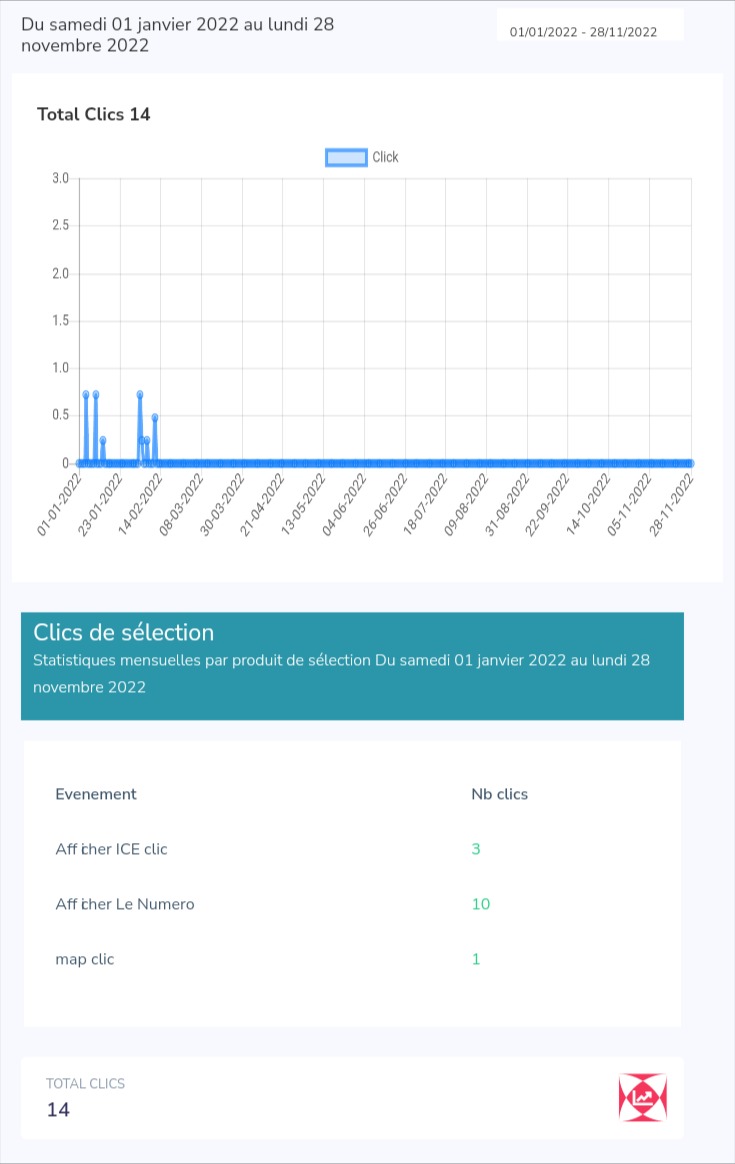 Du samedi 01 janvier 2022 au lundi 28
novembre 2022
01/01/2022 - 28/11/2022
Total Clics 14
Click
3.0
2.5
2.0
1.5
1.0
0.5
0
01-01-2022
23-01-2022
14-02-2022
08-03-2022
30-03-2022
21-04-2022
13-05-2022
04-06-2022
26-06-2022
18-07-2022
09-08-2022
31-08-2022
22-09-2022
14-10-2022
05-11-2022
28-11-2022
Clics de sélection
Statistiques mensuelles par produit de sélection Du samedi 01 janvier 2022 au lundi 28
novembre 2022
Evenement Nb clics
Afficher ICE clic 3
Afficher Le Numero 10
map clic 1
TOTAL CLICS
14